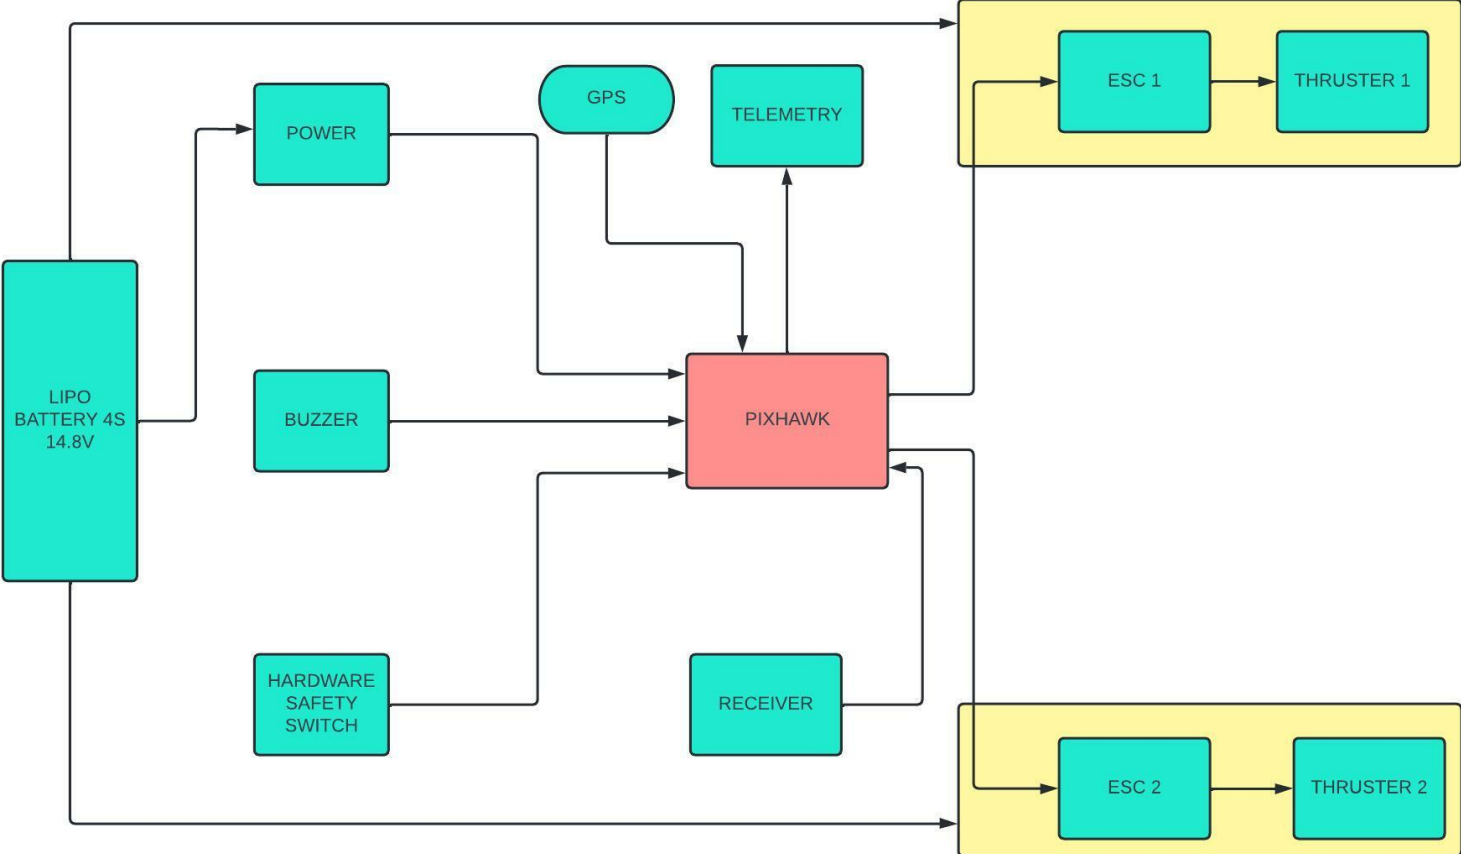 ESC 1
THRUSTER 1
GPS
TELEMETRY
POWER
LIPO
BATTERY 4S
14.8V
BUZZER
PIXHAWK
HARDWARE
SAFETY
SWITCH
RECEIVER
ESC 2
THRUSTER 2